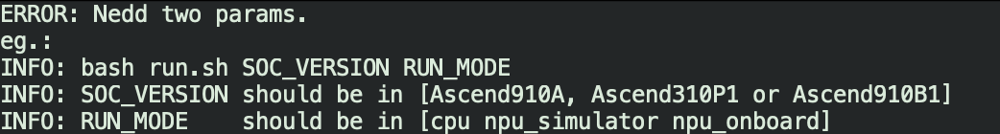 ERROR: Nedd two params.
eg.:
INFO: bash run.sh SOC_VERSION RUN_MODE
INFO: SOC_VERSION should be in [Ascend910A, Ascend310P1 or Ascend910B1]
INFO: RUN_MODE    should be in [cpu npu_simulator npu_onboard]